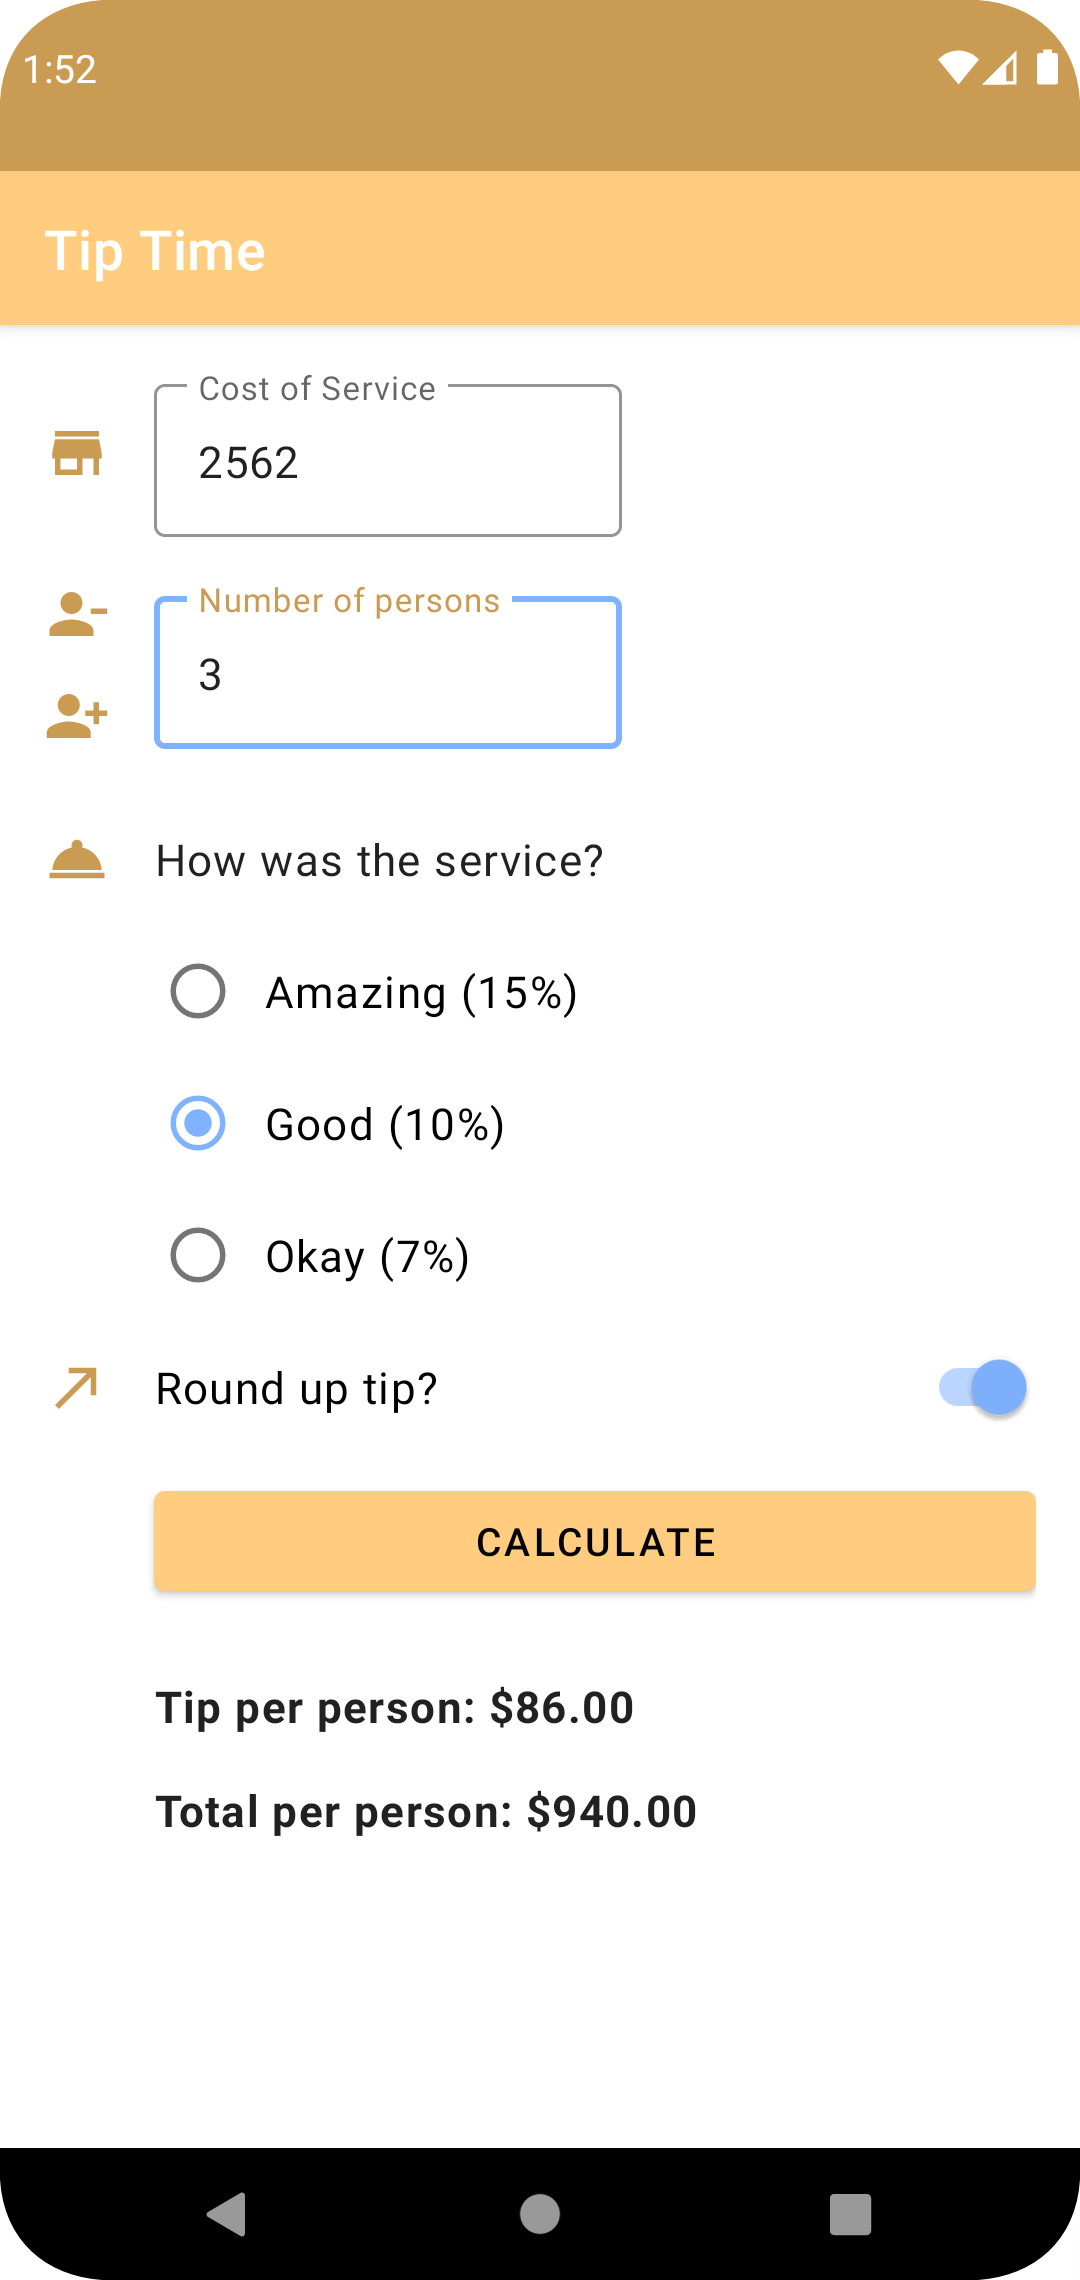 1:52
Tip Time
Cost of Service
2562
Number of persons
3
How was the service?
Amazing (15%)
Good (10%)
Okay (7%)
Round up tip?
CALCULATE
Tip per person: $86.00
Total per person: $940.00